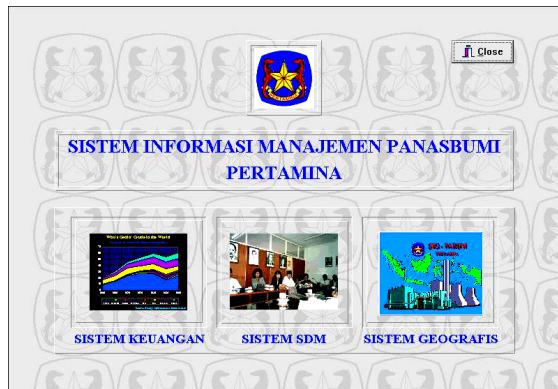 Close
SISTEM INFORMASI MANAJEMEN PANASBUMI
PERTAMINA
SISTEM KEUANGAN
SISTEM SDM
SISTEM GEOGRAFIS